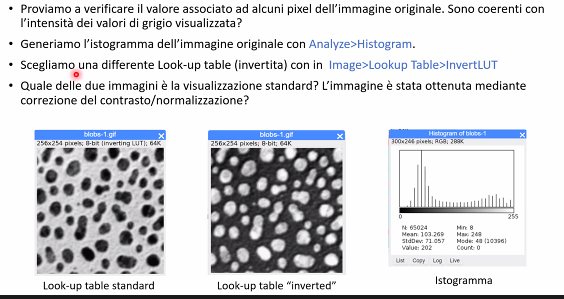 • Proviamo a verificare il valore associato ad alcuni pixel dell'immagine originale. Sono coerenti con
l'intensità dei valori di grigio visualizzata?
• Generiamo l'istogramma dell'immagine originale con Analyze>Histogram.
• Scegliamo una differente Look-up table (invertita) con in Image>Lookup Table>InvertLUT
• Quale delle due immagini è la visualizzazione standard? L'immagine è stata ottenuta mediante
correzione del contrasto/normalizzazione?
blobs-1.gif
256x254 pixels; 8-bit (inverting LUT); 64K
Look-up table standard
blobs-1.gif
256x254 pixels; 8-bit; 64K
Look-up table "inverted"
Histogram of blobs-1
300x246 pixels; RGB; 288K
0 255
N: 65024 Min: 8
Mean: 103.269 Max: 248
StdDev: 71.057 Mode: 48 (10396)
Value: 202 Count: 0
List Copy Log Live
Istogramma